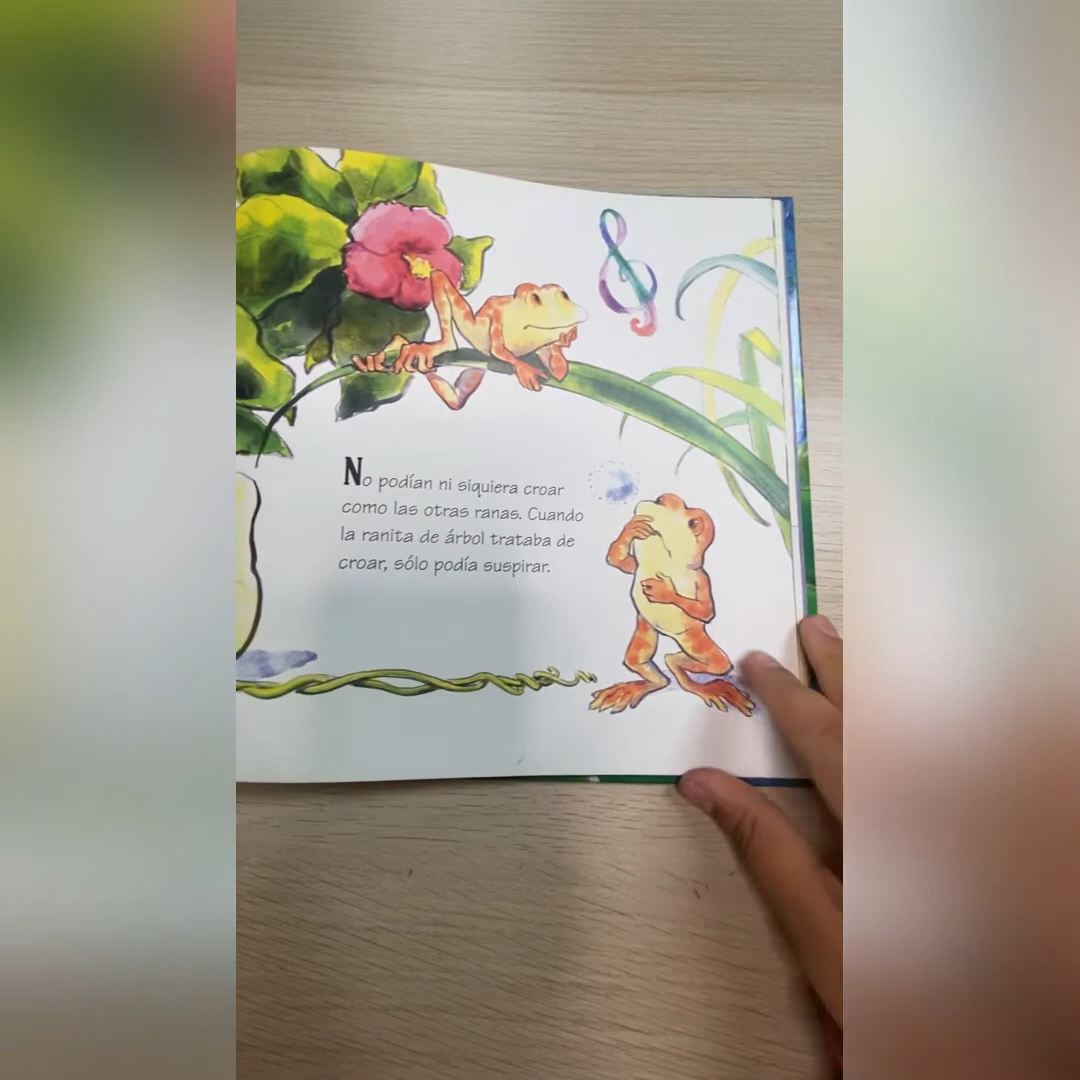 No podían ni siquiera croar
como las otras ranas. Cuando
la ranita de árbol trataba de
croar, sólo podía suspirar.